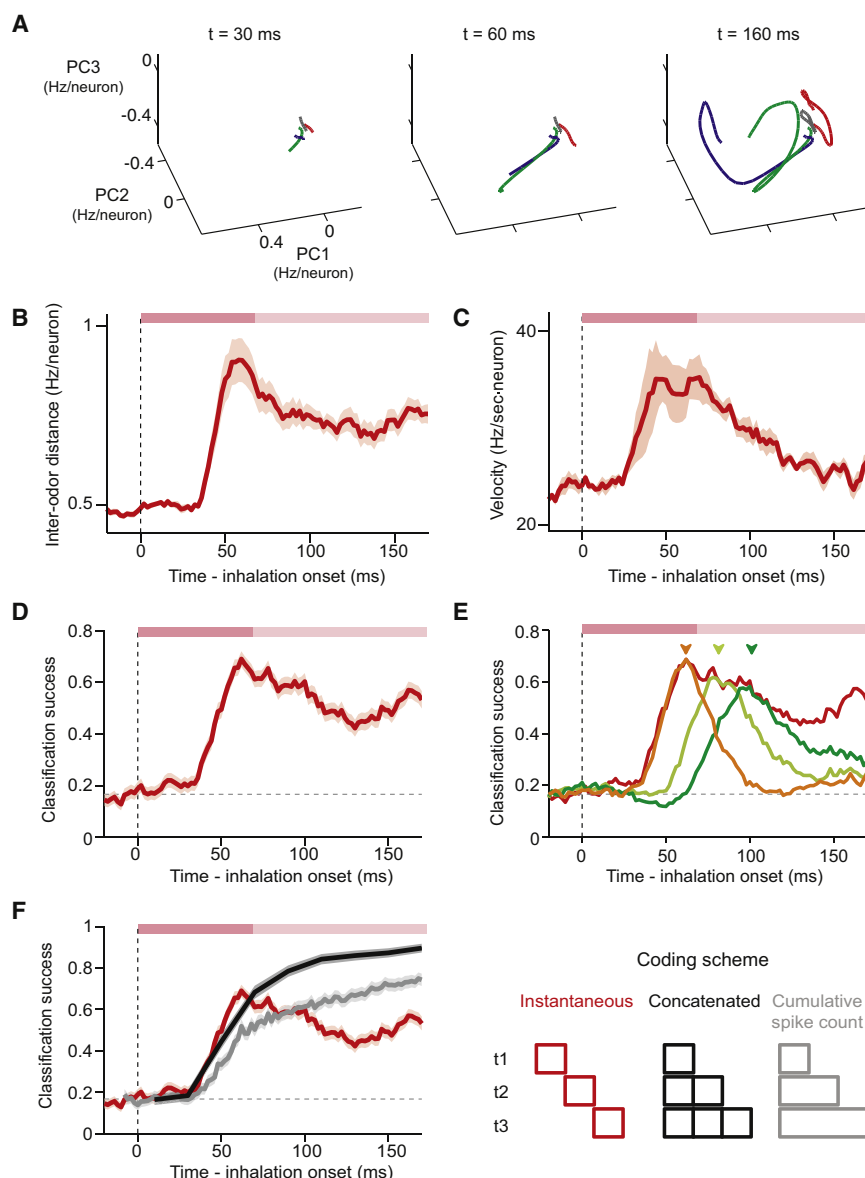 A
t = 30 ms
t = 60 ms
t = 160 ms
PC3
(Hz/neuron)
0
-0.4
-0.4
PC2
(Hz/neuron)
0
0.4
0
PC1
(Hz/neuron)
B
Inter-odor distance (Hz/neuron)
1
0.5
0
50
100
150
Time - inhalation onset (ms)
C
Velocity (Hz/sec·neuron)
40
20
0
50
100
150
Time - inhalation onset (ms)
D
Classification success
0.8
0.6
0.4
0.2
0
0
50
100
150
Time - inhalation onset (ms)
E
Classification success
0.8
0.6
0.4
0.2
0
0
50
100
150
Time - inhalation onset (ms)
F
Classification success
1
0.8
0.6
0.4
0.2
0
0
50
100
150
Time - inhalation onset (ms)
Coding scheme
Instantaneous
Concatenated
Cumulative
spike count
t1
t2
t3